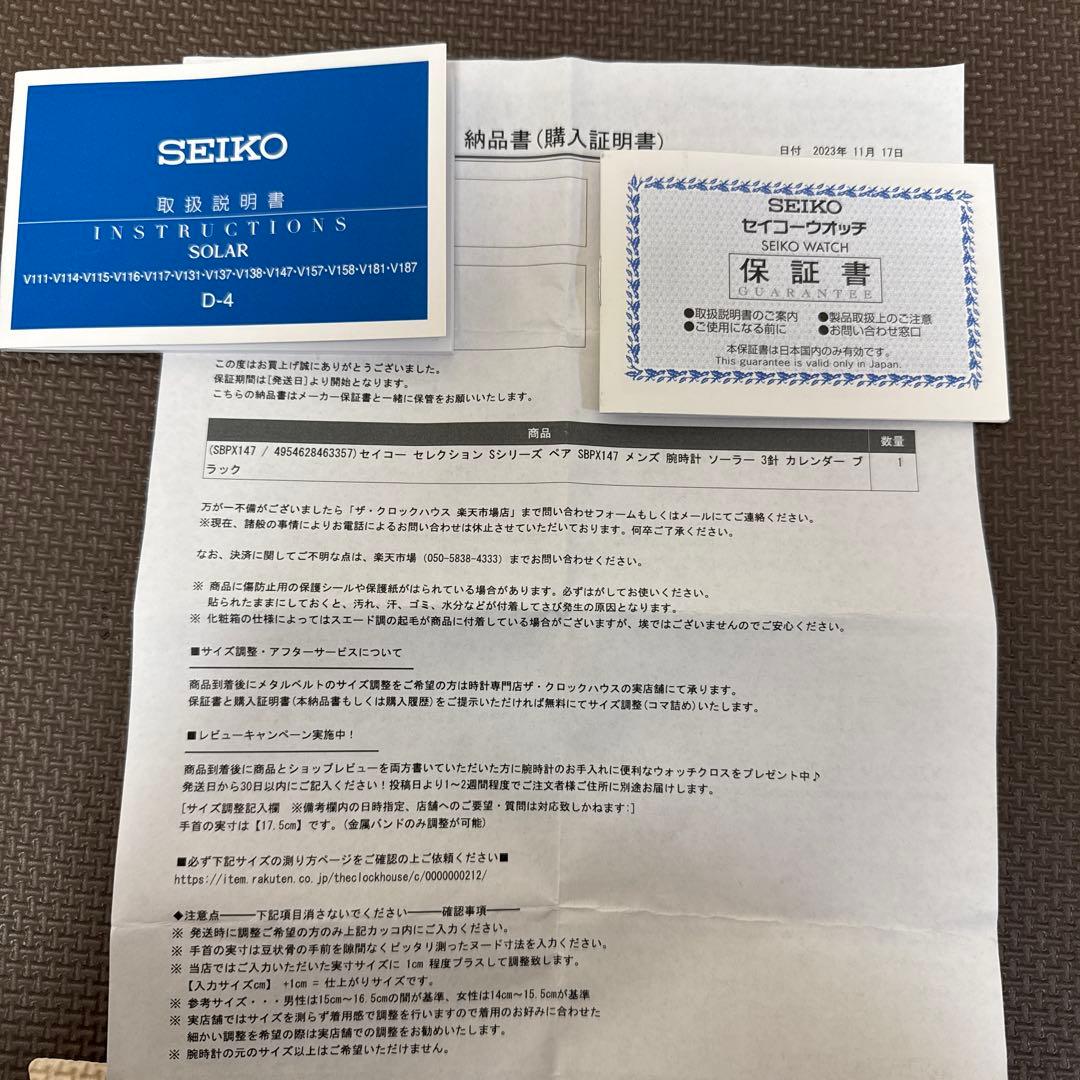 SEIKO
取扱説明書
INSTRUCTIONS
SOLAR
V111・V114・V115・V116・V117・V131・V137・V138・V147・V157・V158・V181・V187
D-4
納品書(購入証明書)
日付 2023年 11月 17日
SEIKO
セイコーウオッチ
SEIKO WATCH
保証書
GUARANTEE
●取扱説明書のご案内 ●製品取扱上のご注意
●ご使用になる前に ●お問い合わせ窓口
本保証書は日本国内のみ有効です。
This guarantee is valid only in Japan.
この度はお買上げ誠にありがとうございました。
保証期間は[発送日]より開始となります。
こちらの納品書はメーカー保証書と一緒に保管をお願いいたします。
商品 数量
(SBPX147 / 4954628463357)セイコー セレクション Sシリーズ ペア SBPX147 メンズ 腕時計 ソーラー 3針 カレンダー ブ 1
ラック
万が一不備がございましたら「ザ・クロックハウス 楽天市場店」まで問い合わせフォームもしくはメールにてご連絡ください。
※現在、諸般の事情によりお電話によるお問い合わせは休止させていただいております。何卒ご了承ください。
なお、決済に関してご不明な点は、楽天市場 (050-5838-4333) までお問い合わせください。
※ 商品に傷防止用の保護シールや保護紙がはられている場合があります。必ずはがしてお使いください。
貼られたままにしておくと、汚れ、汗、ゴミ、水分などが付着してさび発生の原因となります。
※ 化粧箱の仕様によってはスエード調の起毛が商品に付着している場合がございますが、埃ではございませんのでご安心ください。
■サイズ調整・アフターサービスについて
商品到着後にメタルベルトのサイズ調整をご希望の方は時計専門店ザ・クロックハウスの実店舗にて承ります。
保証書と購入証明書(本納品書もしくは購入履歴)をご提示いただければ無料にてサイズ調整(コマ詰め)いたします。
■レビューキャンペーン実施中！
商品到着後に商品とショップレビューを両方書いていただいた方に腕時計のお手入れに便利なウォッチクロスをプレゼント中♪
発送日から30日以内にご記入ください！投稿日より1～2週間程度でご注文者様ご住所に別途お届けします。
[サイズ調整記入欄 ※備考欄内の日時指定、店舗へのご要望・質問は対応致しかねます:]
手首の実寸は【17.5cm】です。(金属バンドのみ調整が可能)
■必ず下記サイズの測り方ページをご確認の上ご依頼ください■
https://item.rakuten.co.jp/theclockhouse/c/0000000212/
◆注意点―――下記項目消さないでください―――確認事項―――
※ 発送時に調整ご希望の方のみ上記カッコ内にご入力ください。
※ 手首の実寸は豆状骨の手前を隙間なくピッタリ測ったヌード寸法を入力ください。
※ 当店ではご入力いただいた実寸サイズに 1cm 程度プラスして調整致します。
【入力サイズcm】 +1cm = 仕上がりサイズです。
※ 参考サイズ・・・男性は15cm～16.5cmの間が基準、女性は14cm～15.5cmが基準
※ 実店舗ではサイズを測らず着用感で調整を行いますので着用のお好みに合わせた
細かい調整を希望の際は実店舗での調整をお勧めいたします。
※ 腕時計の元のサイズ以上はご希望いただけません。